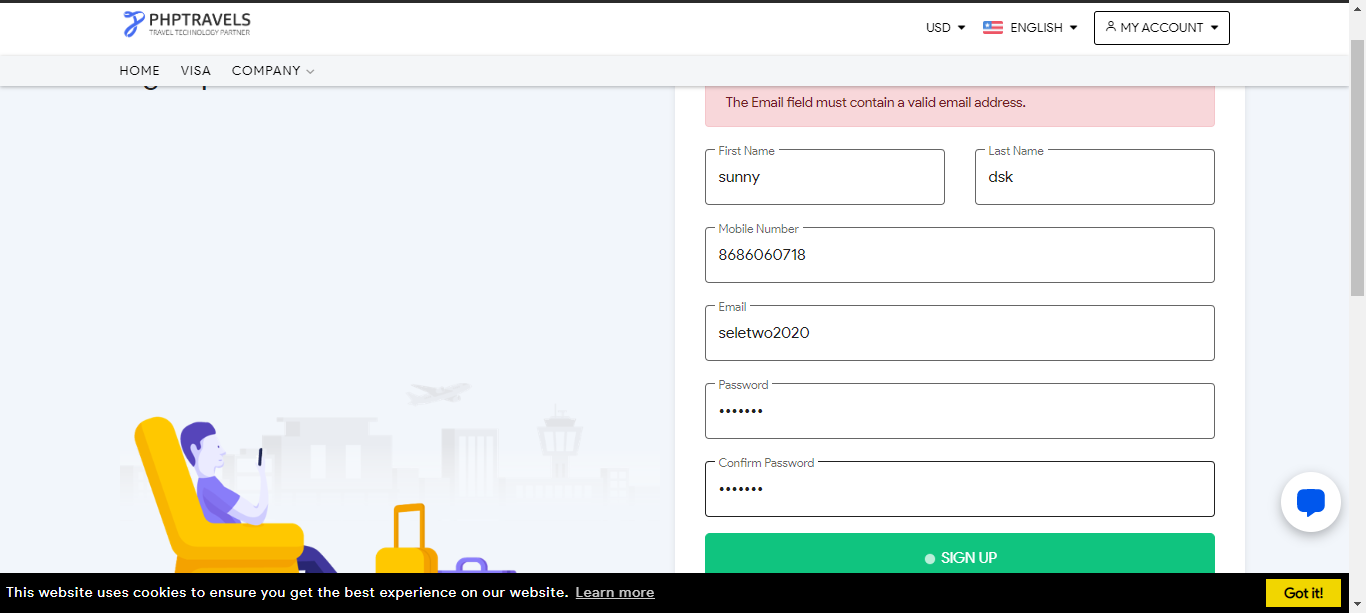 PHPTRAVELS
TRAVEL TECHNOLOGY PARTNER
USD
ENGLISH
MY ACCOUNT
HOME VISA COMPANY
The Email field must contain a valid email address.
First Name Last Name
sunny dsk
Mobile Number
8686060718
Email
seletwo2020
Password
•••••••
Confirm Password
•••••••
SIGN UP
This website uses cookies to ensure you get the best experience on our website. Learn more
Got it!